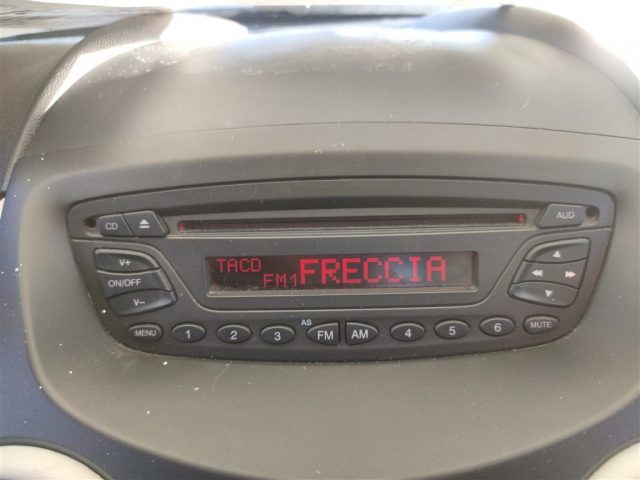 CD
AUD
V+
ON/OFF
V-
TACD
FM1 FRECCIA
MENU
1
2
3
AS
FM
AM
4
5
6
MUTE